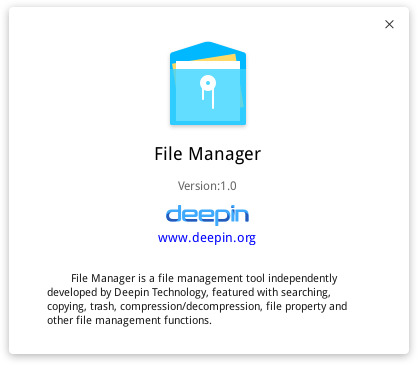 File Manager
Version:1.0
deepin
www.deepin.org
File Manager is a file management tool independently
developed by Deepin Technology, featured with searching,
copying, trash, compression/decompression, file property and
other file management functions.